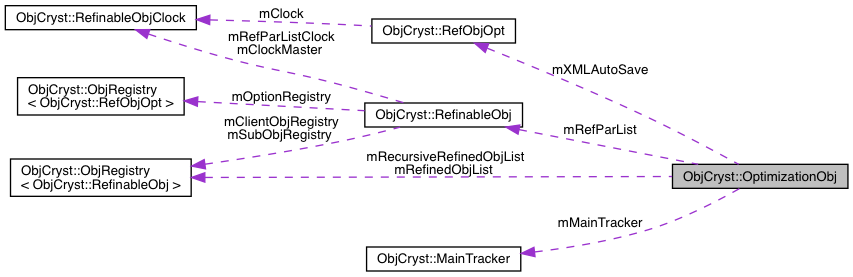 ObjCryst::RefinableObjClock
mClock
ObjCryst::RefObjOpt
mRefParListClock
mClockMaster
mXMLAutoSave
ObjCryst::ObjRegistry
< ObjCryst::RefObjOpt >
mOptionRegistry
ObjCryst::RefinableObj
mClientObjRegistry
mSubObjRegistry
mRefParList
ObjCryst::ObjRegistry
< ObjCryst::RefinableObj >
mRecursiveRefinedObjList
mRefinedObjList
ObjCryst::OptimizationObj
mMainTracker
ObjCryst::MainTracker